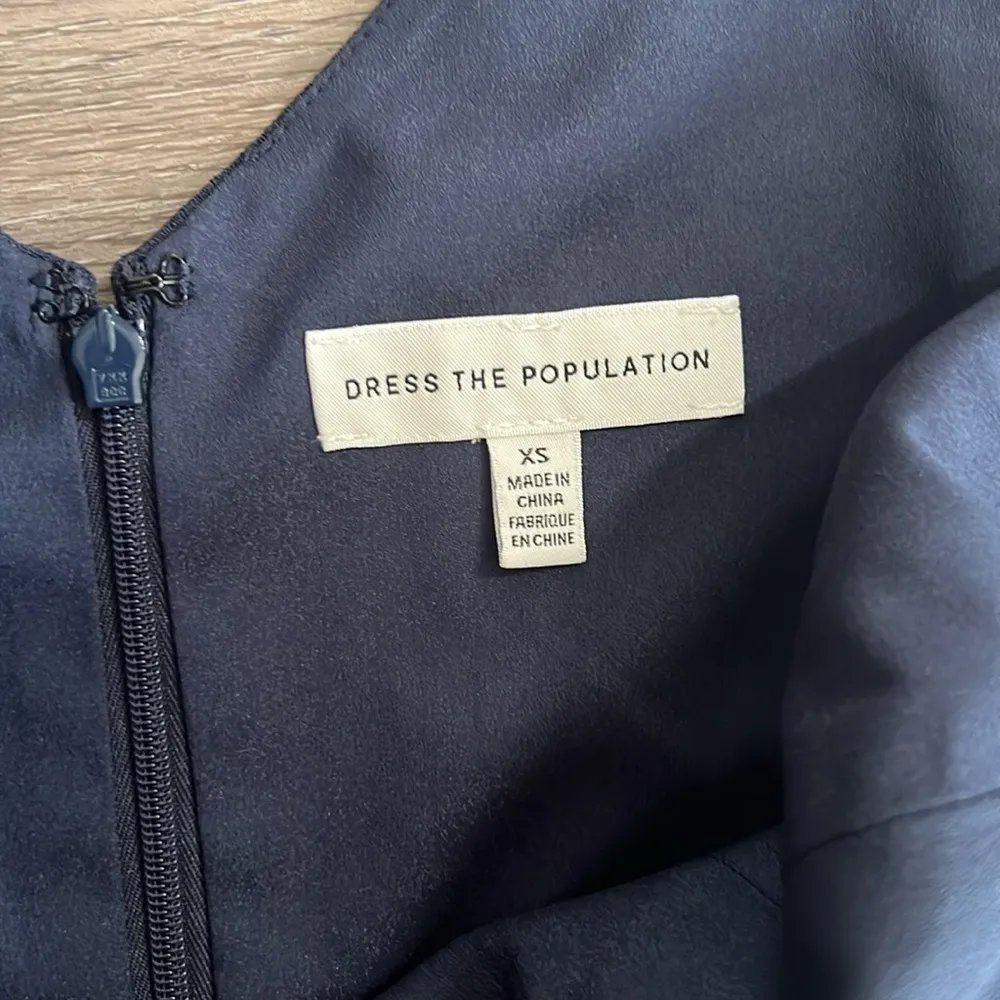 DRESS THE POPULATION
XS
MADE IN
CHINA
FABRIQUE
EN CHINE